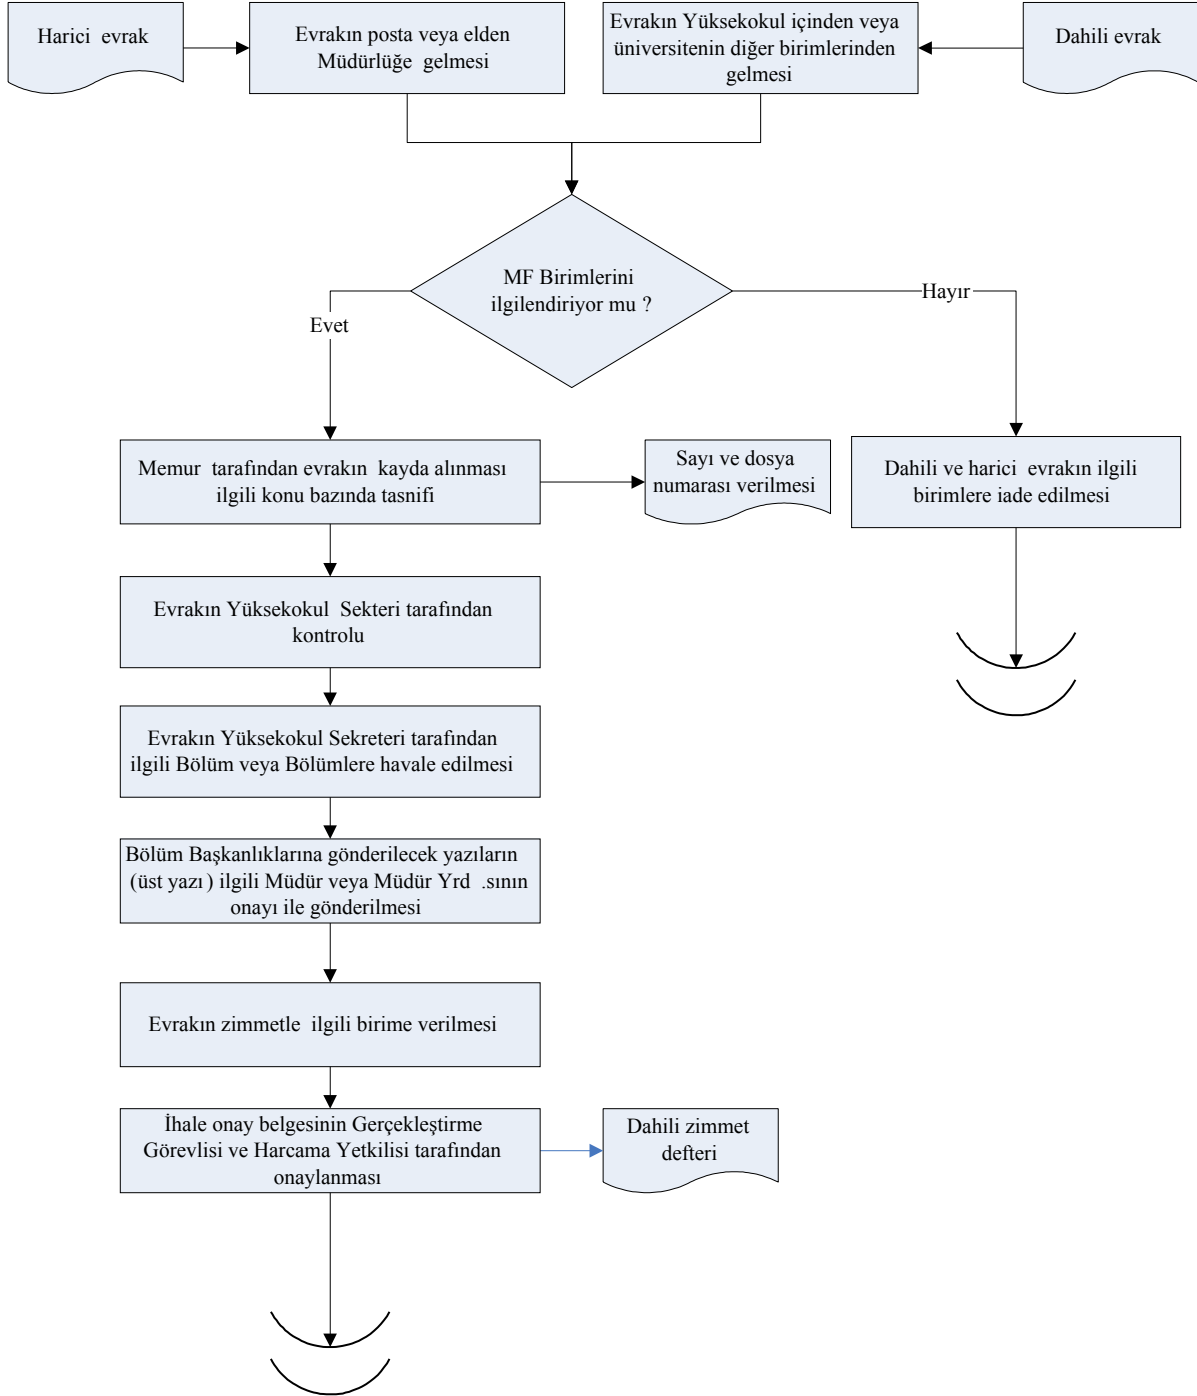 Harici evrak
Evrakın posta veya elden
Müdürlüğe gelmesi
Evrakın Yüksekokul içinden veya
üniversitenin diğer birimlerinden
gelmesi
Dahili evrak
MF Birimlerini
ilgilendiriyor mu ?
Evet
Hayır
Memur tarafından evrakın kayda alınması
ilgili konu bazında tasnifi
Sayı ve dosya
numarası verilmesi
Dahili ve harici evrakın ilgili
birimlere iade edilmesi
Evrakın Yüksekokul Sekteri tarafından
kontrolu
Evrakın Yüksekokul Sekreteri tarafından
ilgili Bölüm veya Bölümlere havale edilmesi
Bölüm Başkanlıklarına gönderilecek yazıların
(üst yazı ) ilgili Müdür veya Müdür Yrd .sının
onayı ile gönderilmesi
Evrakın zimmetle ilgili birime verilmesi
İhale onay belgesinin Gerçekleştirme
Görevlisi ve Harcama Yetkilisi tarafından
onaylanması
Dahili zimmet
defteri